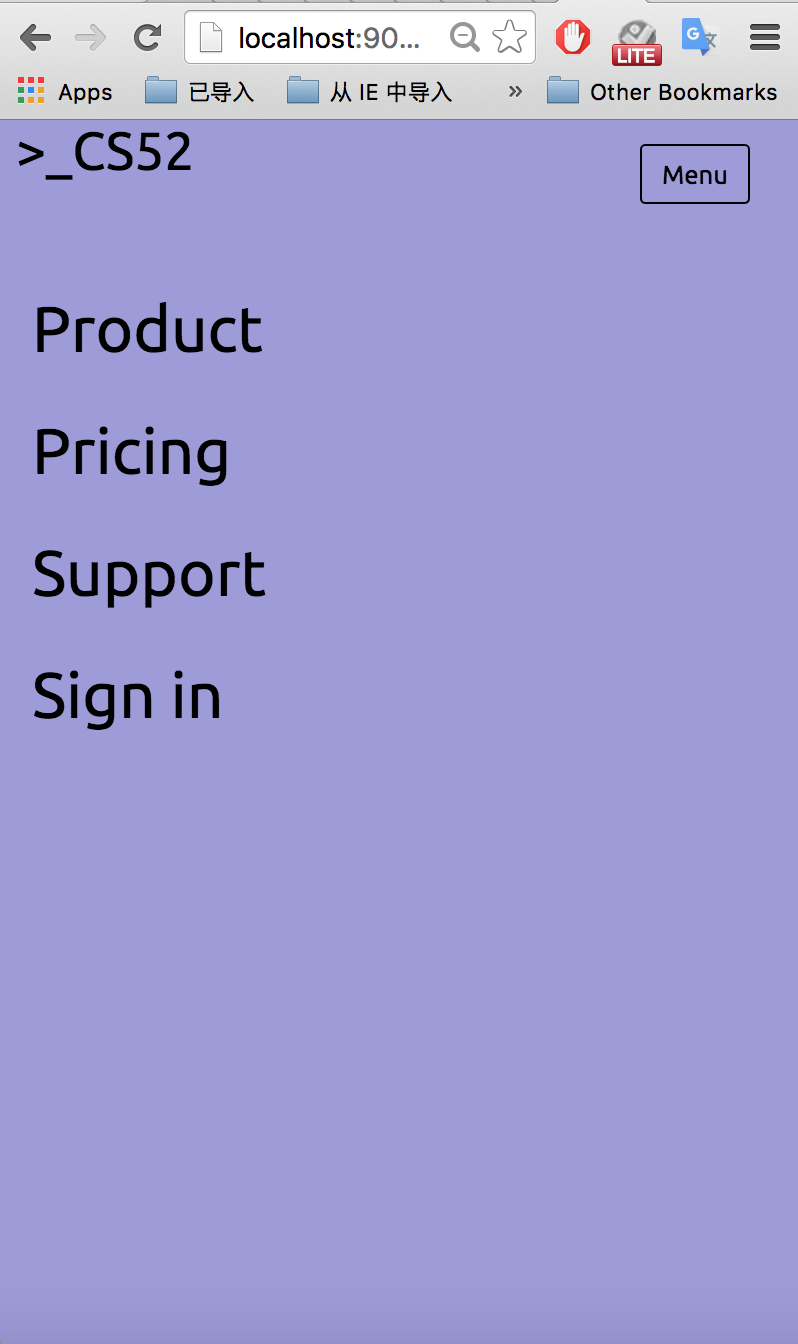 localhost:90...
LITE
G 文
Apps 已导入 从 IE 中导入 » Other Bookmarks
>_CS52
Menu
Product
Pricing
Support
Sign in